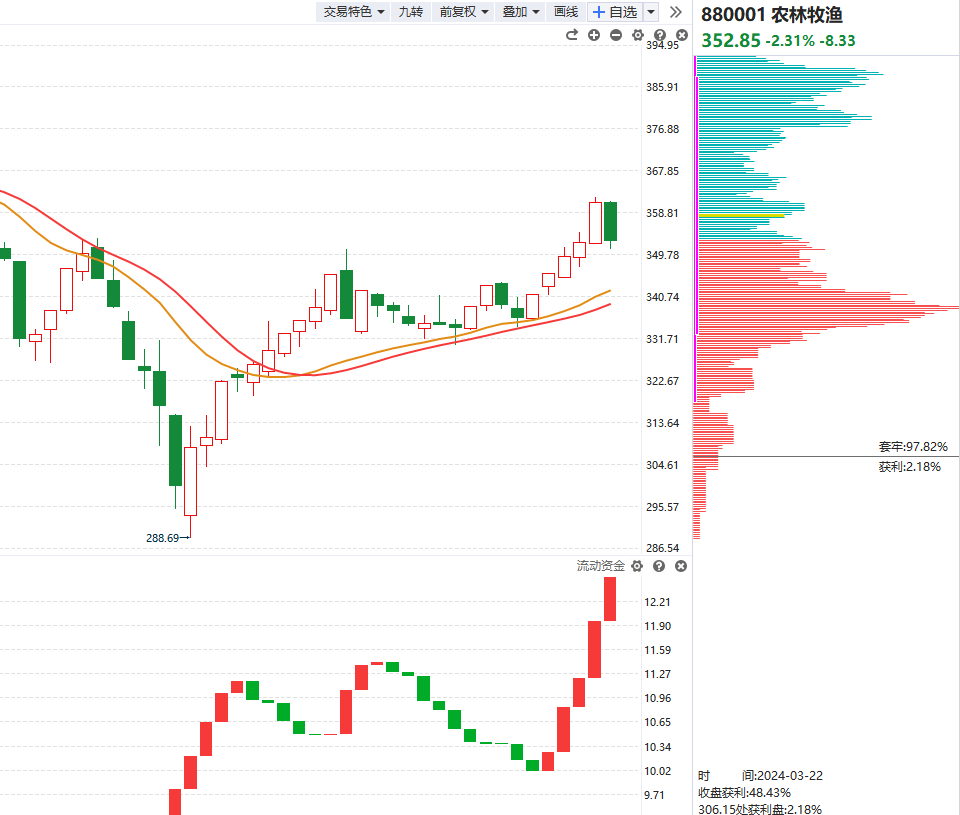 交易特色 九转 前复权 叠加 画线 自选
880001 农林牧渔
352.85 -2.31% -8.33
394.95
385.91
376.88
367.85
358.81
349.78
340.74
331.71
322.67
313.64
304.61
295.57
286.54
288.69
套牢:97.82%
获利:2.18%
流动资金
12.21
11.90
11.59
11.27
10.96
10.65
10.34
10.02
9.71
时 间:2024-03-22
收盘获利:48.43%
306.15处获利盘:2.18%